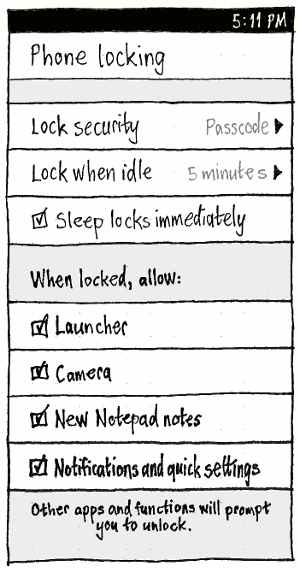 5:11 PM
Phone locking
Lock security Passcode
Lock when idle 5 minutes
Sleep locks immediately
When locked, allow:
Launcher
Camera
New Notepad notes
Notifications and quick settings
Other apps and functions will prompt
you to unlock.